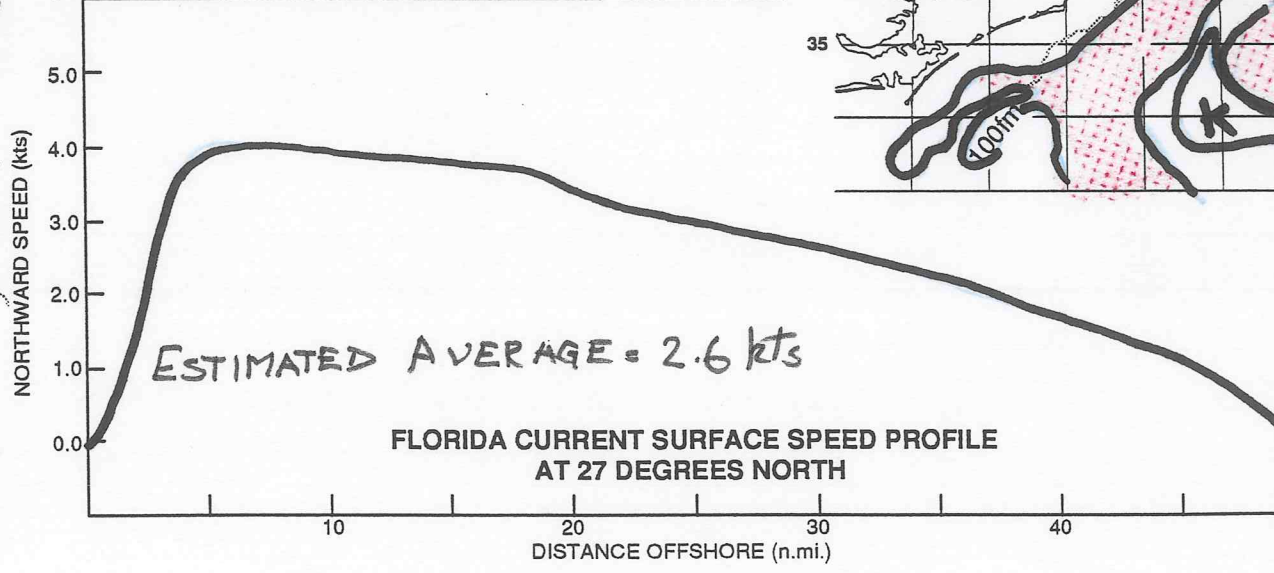 35
100fm
K
5.0
4.0
3.0
2.0
1.0
0.0
NORTHWARD SPEED (kts)
ESTIMATED AVERAGE = 2.6 kts
FLORIDA CURRENT SURFACE SPEED PROFILE
AT 27 DEGREES NORTH
10
20
30
40
DISTANCE OFFSHORE (n.mi.)